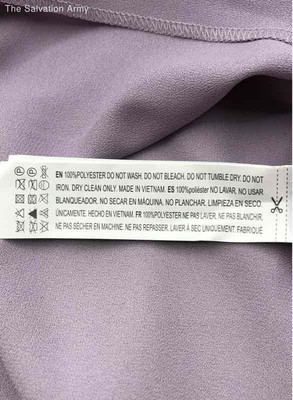 The Salvation Army
EN 100%POLYESTER DO NOT WASH. DO NOT BLEACH. DO NOT TUMBLE DRY. DO NOT
IRON. DRY CLEAN ONLY. MADE IN VIETNAM. ES 100%poliéster NO LAVAR, NO USAR
BLANQUEADOR. NO SECAR EN MÁQUINA. NO PLANCHAR. LIMPIEZA EN SECO.
ÚNICAMENTE. HECHO EN VIETNAM. FR 100%POLYESTER NE PAS LAVER, NE PAS BLANCHIR.
NE PAS SÉCHER EN MACHINE. NE PAS REPASSER. LAVER À SEC UNIQUEMENT. FABRIQUÉ